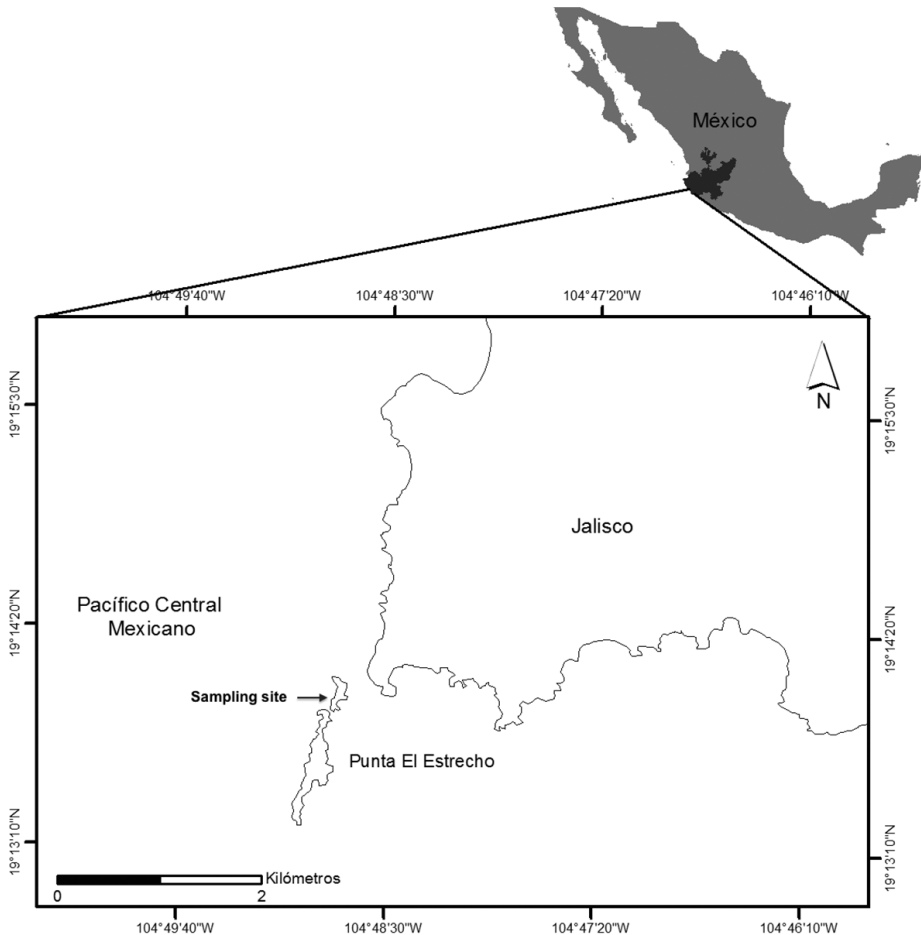 México
104°49'40"W 104°48'30"W 104°47'20"W 104°46'10"W
N
19°15'30"N
19°15'30"N
Jalisco
Pacífico Central
Mexicano
19°14'20"N
19°14'20"N
Sampling site
Punta El Estrecho
19°13'10"N
19°13'10"N
Kilómetros
0 2
104°49'40"W 104°48'30"W 104°47'20"W 104°46'10"W